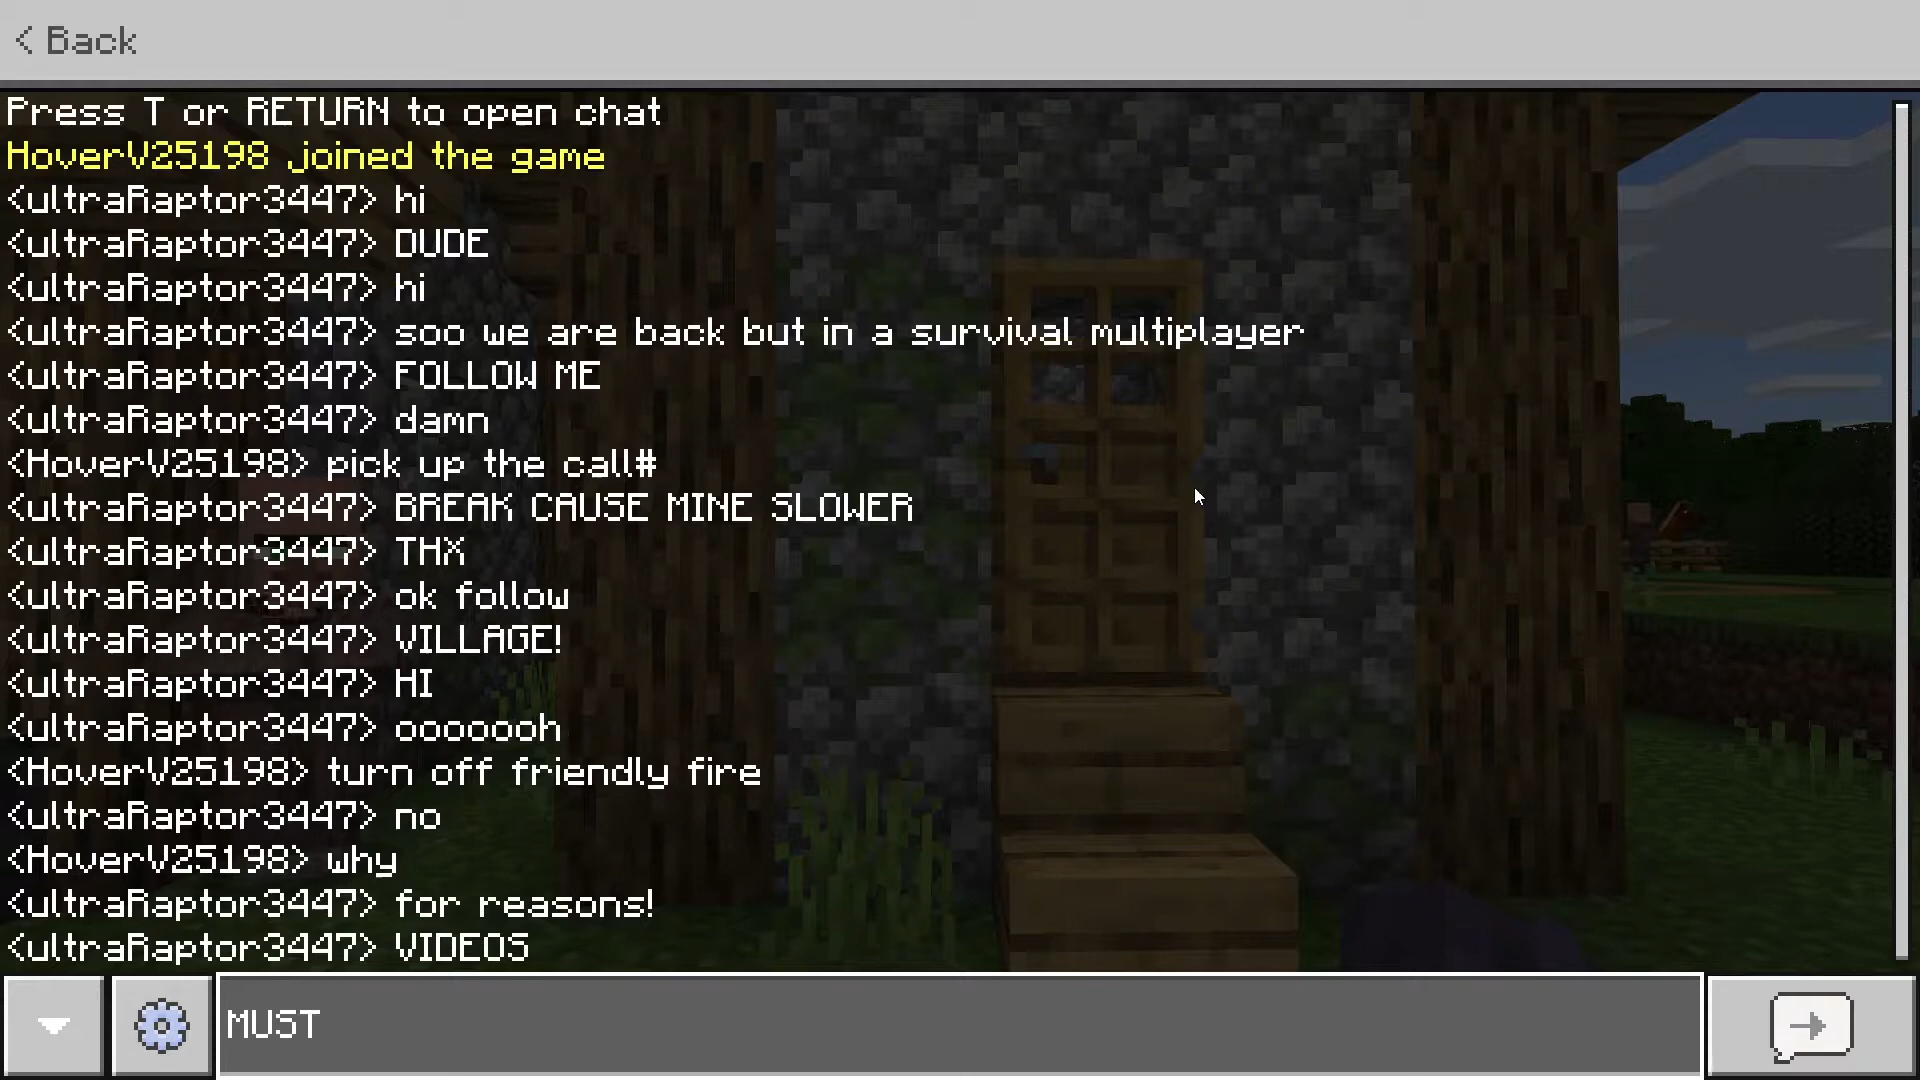 < Back
Press T or RETURN to open chat
HoverV25198 joined the game
<ultraRaptor3447> hi
<ultraRaptor3447> DUDE
<ultraRaptor3447> hi
<ultraRaptor3447> soo we are back but in a survival multiplayer
<ultraRaptor3447> FOLLOW ME
<ultraRaptor3447> damn
<HoverV25198> pick up the call#
<ultraRaptor3447> BREAK CAUSE MINE SLOWER
<ultraRaptor3447> THX
<ultraRaptor3447> ok follow
<ultraRaptor3447> VILLAGE!
<ultraRaptor3447> HI
<ultraRaptor3447> ooooooh
<HoverV25198> turn off friendly fire
<ultraRaptor3447> no
<HoverV25198> why
<ultraRaptor3447> for reasons!
<ultraRaptor3447> VIDEOS
MUST